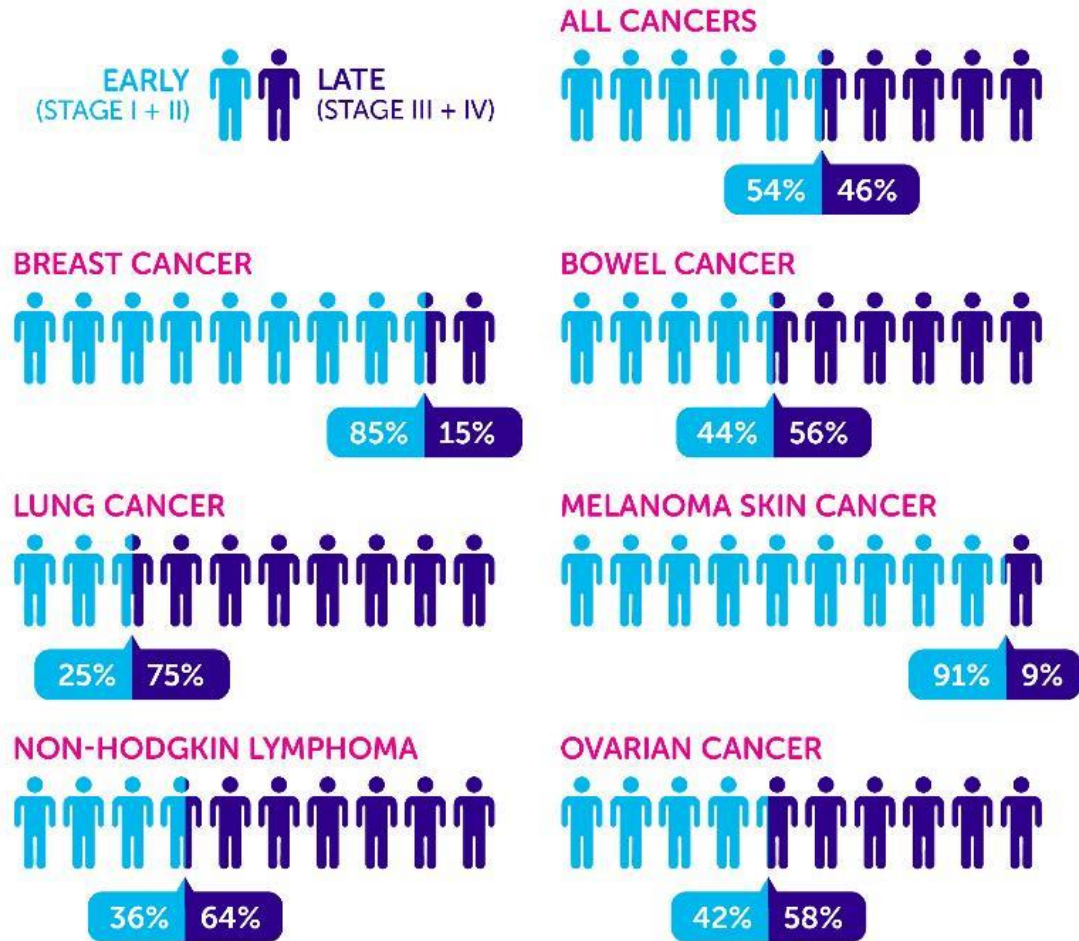 EARLY
(STAGE I + II)
LATE
(STAGE III + IV)
ALL CANCERS
54% 46%
BREAST CANCER
85% 15%
BOWEL CANCER
44% 56%
LUNG CANCER
25% 75%
MELANOMA SKIN CANCER
91% 9%
NON-HODGKIN LYMPHOMA
36% 64%
OVARIAN CANCER
42% 58%